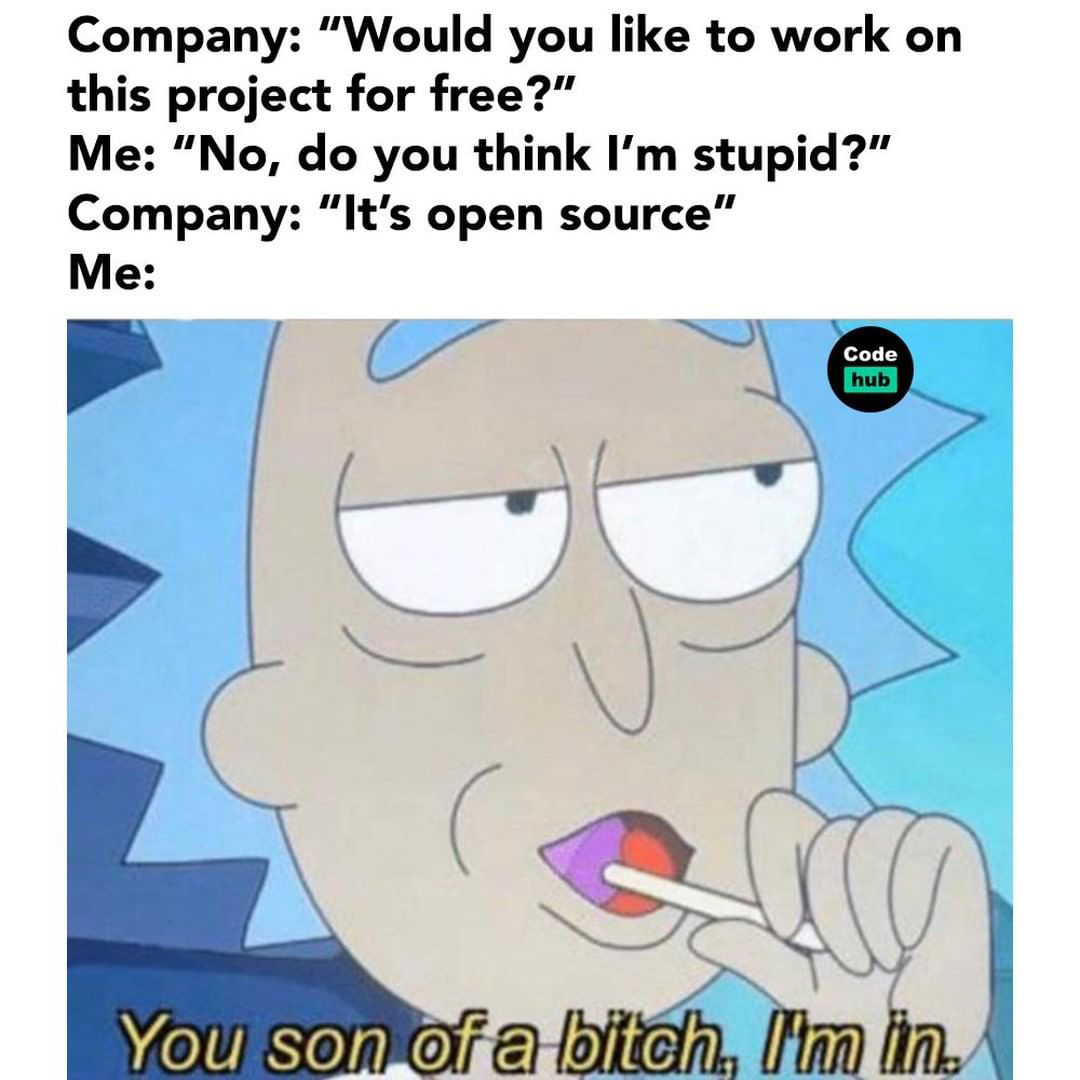 Company: “Would you like to work on
this project for free?”
Me: “No, do you think I’m stupid?”
Company: “It’s open source”
Me:
Code
hub
You son of a bitch, I'm in.